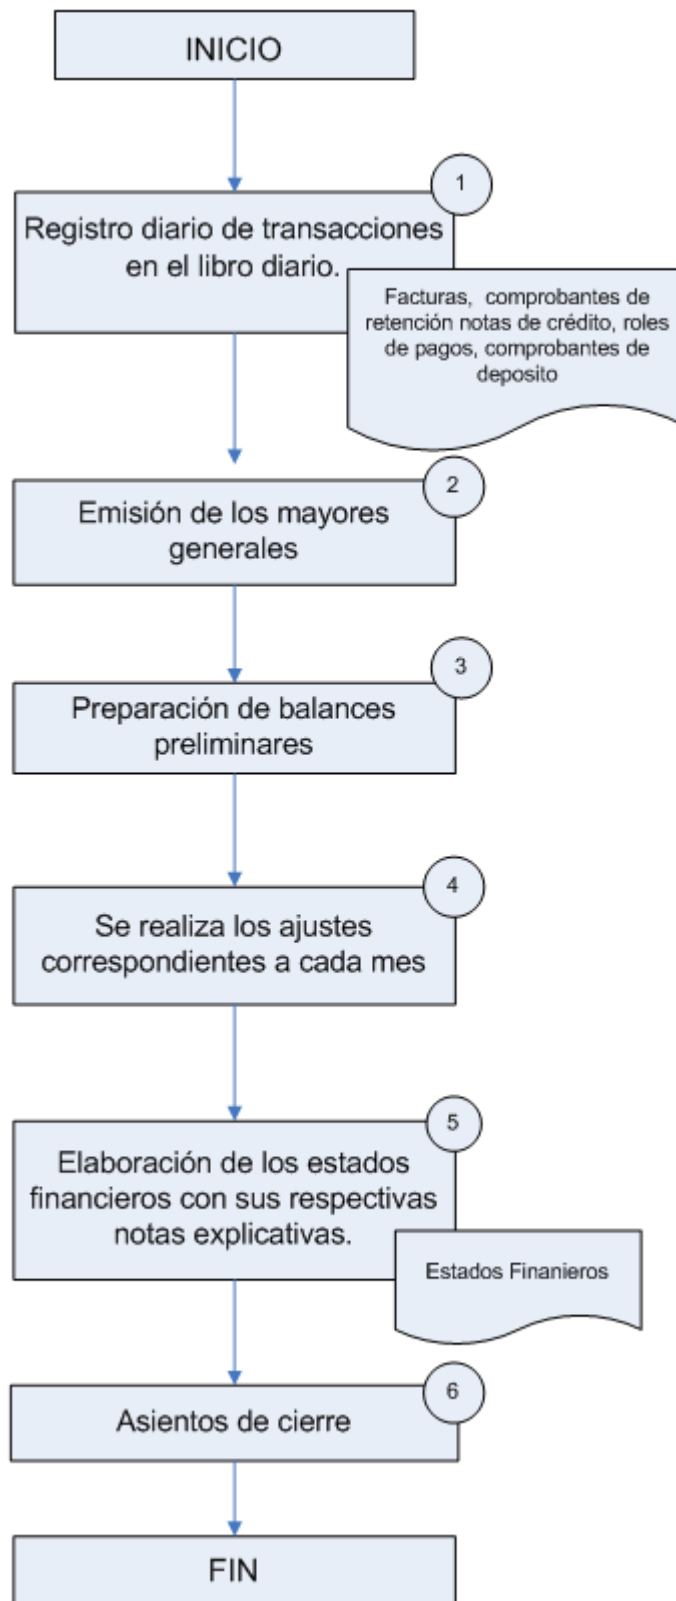 INICIO
1
Registro diario de transacciones
en el libro diario.
Facturas, comprobantes de
retención notas de crédito, roles
de pagos, comprobantes de
deposito
2
Emisión de los mayores
generales
3
Preparación de balances
preliminares
4
Se realiza los ajustes
correspondientes a cada mes
5
Elaboración de los estados
financieros con sus respectivas
notas explicativas.
Estados Finanieros
6
Asientos de cierre
FIN